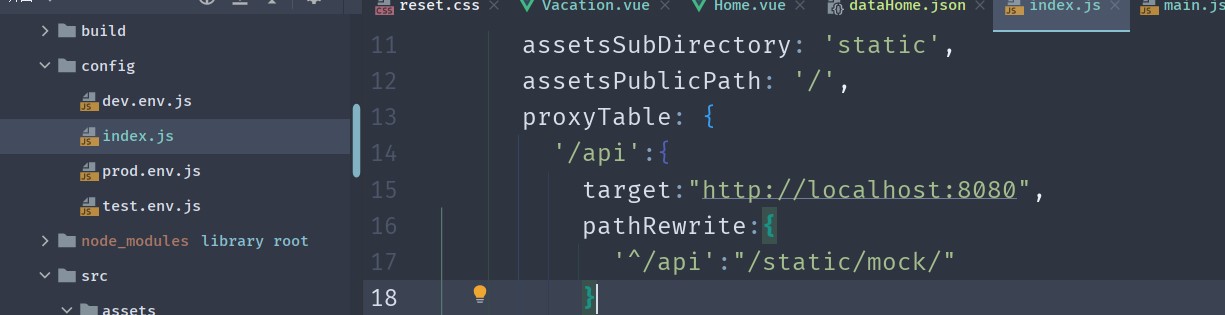 reset.css
Vacation.vue
Home.vue
dataHome.json
index.js
main.js
build
config
dev.env.js
index.js
prod.env.js
test.env.js
node_modules library root
src
assets
11 assetsSubDirectory: 'static',
12 assetsPublicPath: '/',
13 proxyTable: {
14 '/api':{
15 target:"http://localhost:8080",
16 pathRewrite:{
17 '^/api':"/static/mock/"
18 }